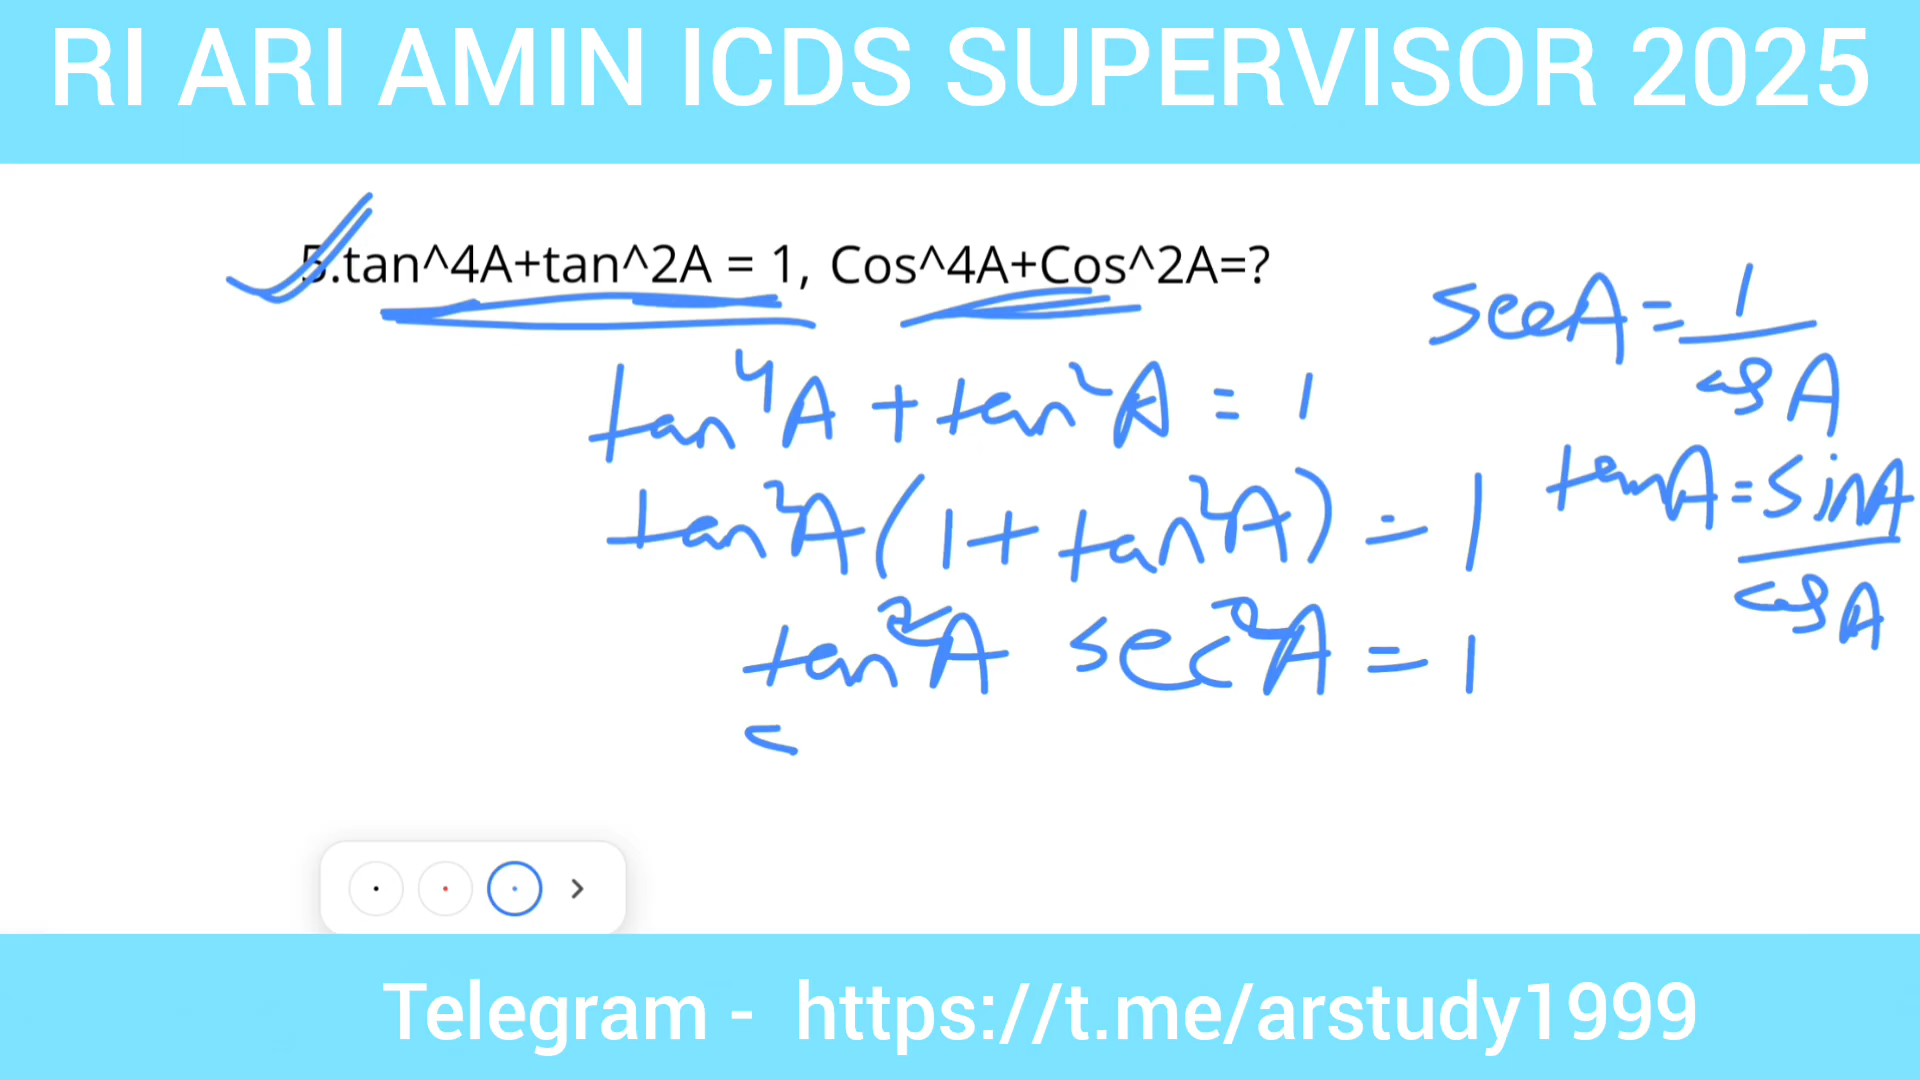 RI ARI AMIN ICDS SUPERVISOR 2025
5.tan^4A+tan^2A = 1, Cos^4A+Cos^2A=?
secA = 1/cosA
tan⁴A + tan²A = 1
tanA = sinA/cosA
tan²A(1 + tan²A) = 1
tan²A sec²A = 1
Telegram - https://t.me/arstudy1999